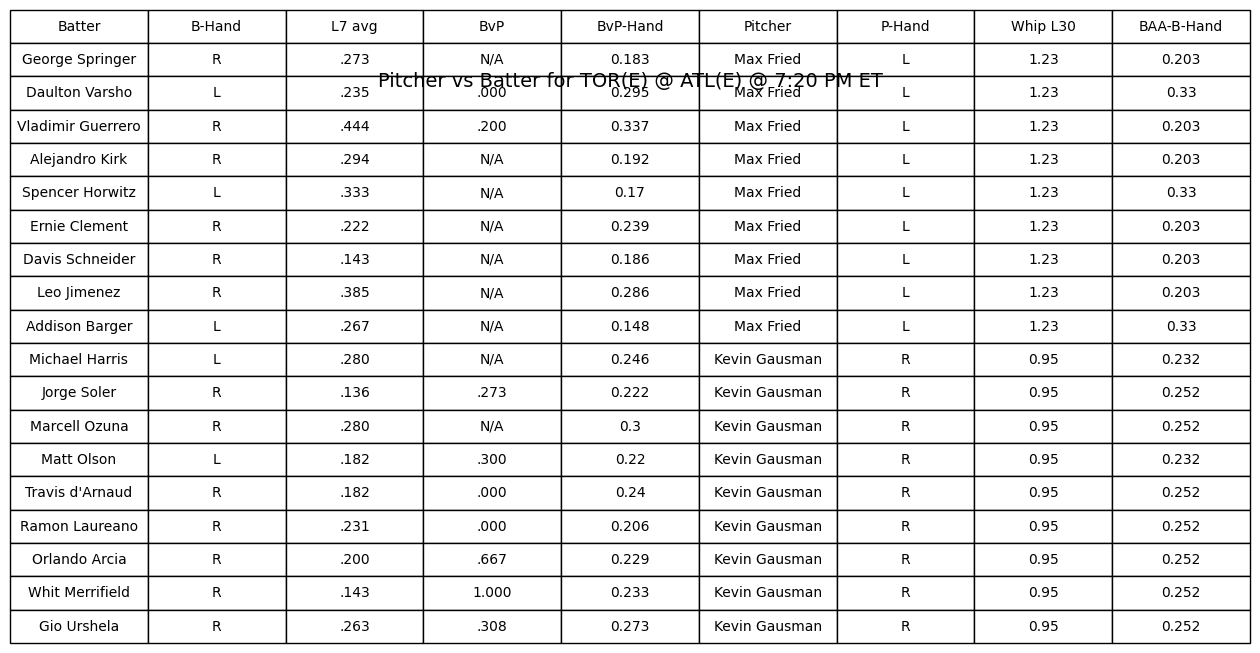 Batter B-Hand L7 avg BvP BvP-Hand Pitcher P-Hand Whip L30 BAA-B-Hand
George Springer R .273 N/A 0.183 Max Fried L 1.23 0.203
Pitcher vs Batter for TOR(E) @ ATL(E) @ 7:20 PM ET
Daulton Varsho L .235 .000 0.295 Max Fried L 1.23 0.33
Vladimir Guerrero R .444 .200 0.337 Max Fried L 1.23 0.203
Alejandro Kirk R .294 N/A 0.192 Max Fried L 1.23 0.203
Spencer Horwitz L .333 N/A 0.17 Max Fried L 1.23 0.33
Ernie Clement R .222 N/A 0.239 Max Fried L 1.23 0.203
Davis Schneider R .143 N/A 0.186 Max Fried L 1.23 0.203
Leo Jimenez R .385 N/A 0.286 Max Fried L 1.23 0.203
Addison Barger L .267 N/A 0.148 Max Fried L 1.23 0.33
Michael Harris L .280 N/A 0.246 Kevin Gausman R 0.95 0.232
Jorge Soler R .136 .273 0.222 Kevin Gausman R 0.95 0.252
Marcell Ozuna R .280 N/A 0.3 Kevin Gausman R 0.95 0.252
Matt Olson L .182 .300 0.22 Kevin Gausman R 0.95 0.232
Travis d'Arnaud R .182 .000 0.24 Kevin Gausman R 0.95 0.252
Ramon Laureano R .231 .000 0.206 Kevin Gausman R 0.95 0.252
Orlando Arcia R .200 .667 0.229 Kevin Gausman R 0.95 0.252
Whit Merrifield R .143 1.000 0.233 Kevin Gausman R 0.95 0.252
Gio Urshela R .263 .308 0.273 Kevin Gausman R 0.95 0.252